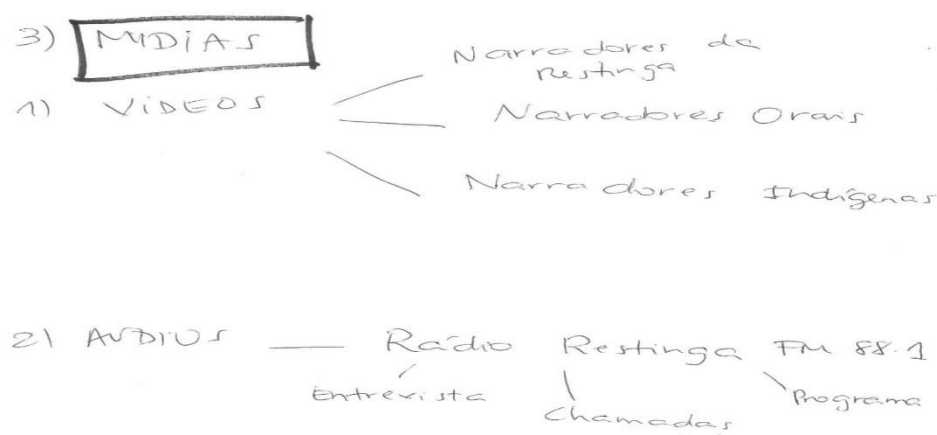 3) MIDIAS
Narradores da
Restinga
1) VIDEOS
Narradores Orais
Narradores Indígenas
2) AUDIOS Rádio Restinga FM 88.1
Entrevista
Chamadas
Programa